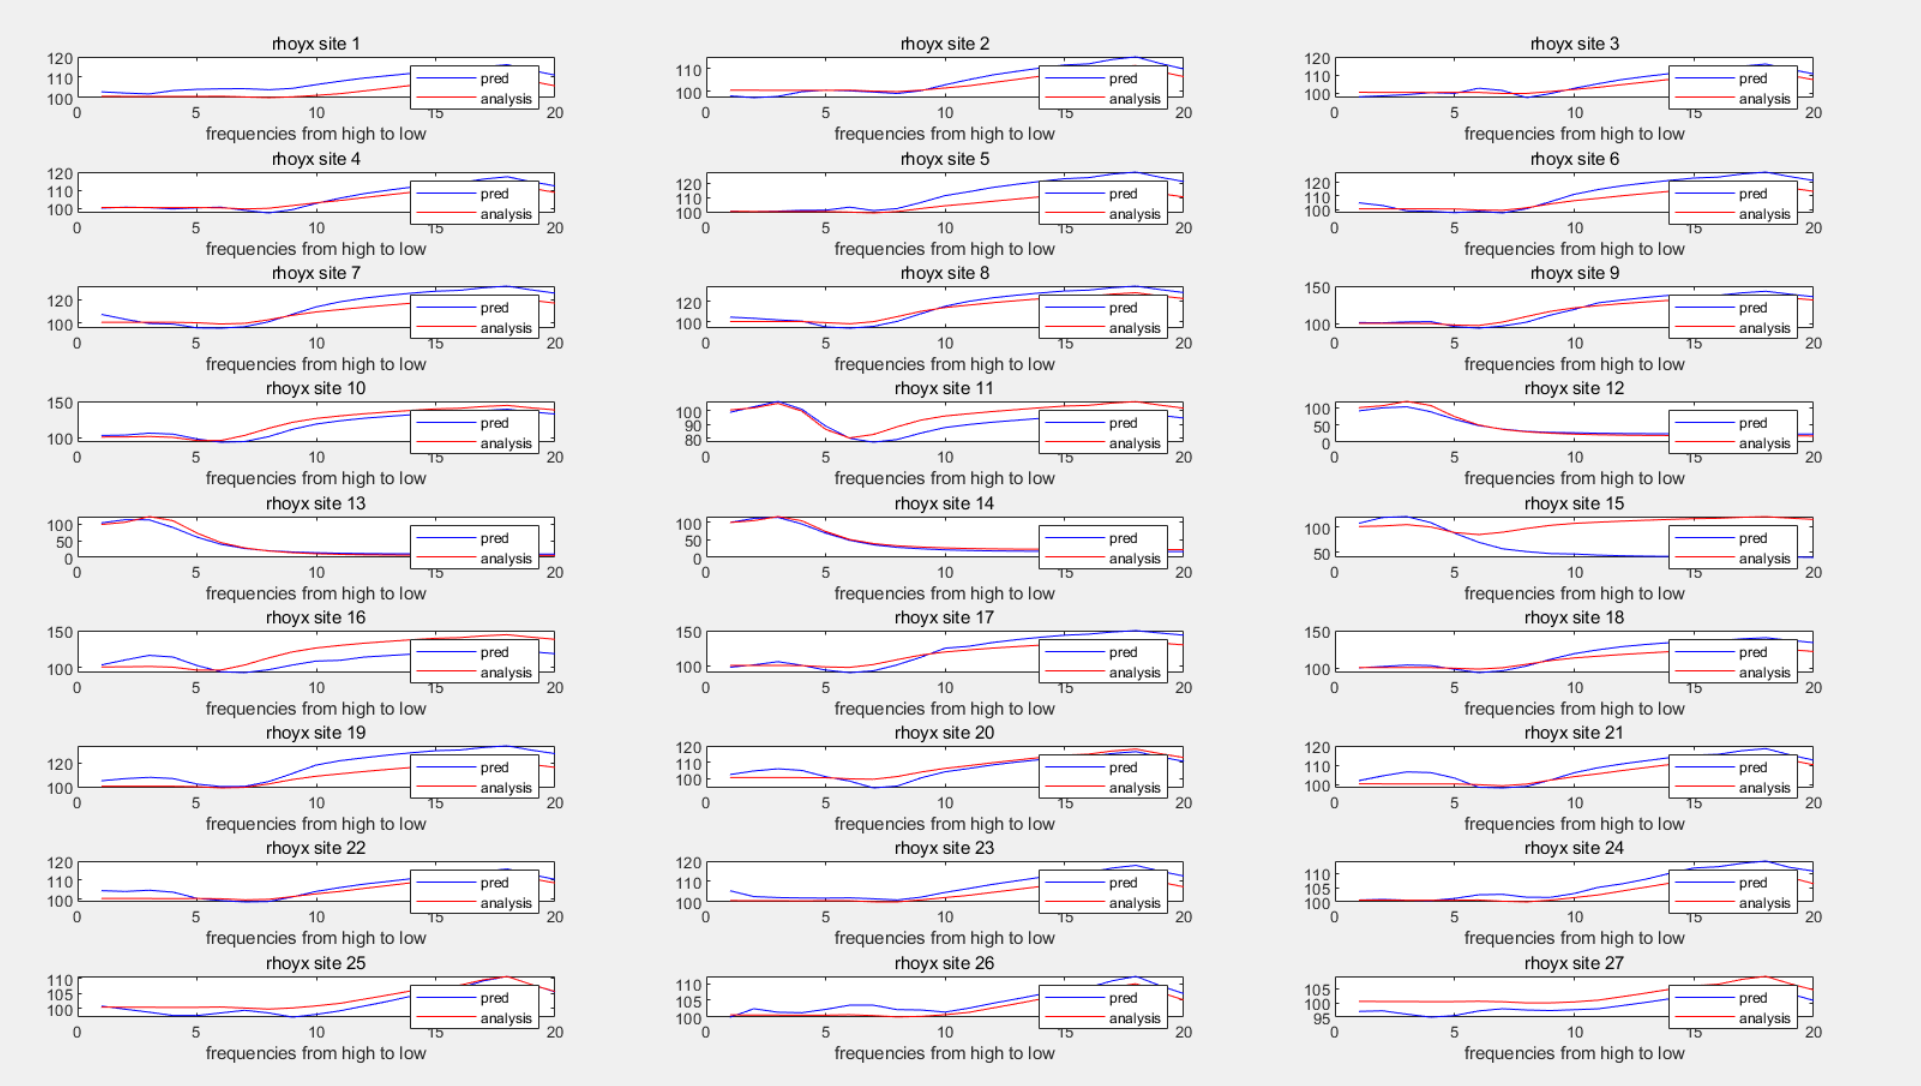 rhoyx site 1
120
110
100
pred
analysis
0 5 10 15 20
frequencies from high to low
rhoyx site 2
110
100
pred
analysis
0 5 10 15 20
frequencies from high to low
rhoyx site 3
120
110
100
pred
analysis
0 5 10 15 20
frequencies from high to low
rhoyx site 4
120
110
100
pred
analysis
0 5 10 15 20
frequencies from high to low
rhoyx site 5
120
110
100
pred
analysis
0 5 10 15 20
frequencies from high to low
rhoyx site 6
120
110
100
pred
analysis
0 5 10 15 20
frequencies from high to low
rhoyx site 7
120
100
pred
analysis
0 5 10 15 20
frequencies from high to low
rhoyx site 8
120
100
pred
analysis
0 5 10 15 20
frequencies from high to low
rhoyx site 9
150
100
pred
analysis
0 5 10 15 20
frequencies from high to low
rhoyx site 10
150
100
pred
analysis
0 5 10 15 20
frequencies from high to low
rhoyx site 11
100
90
80
pred
analysis
0 5 10 15 20
frequencies from high to low
rhoyx site 12
100
50
0
pred
analysis
0 5 10 15 20
frequencies from high to low
rhoyx site 13
100
50
0
pred
analysis
0 5 10 15 20
frequencies from high to low
rhoyx site 14
100
50
0
pred
analysis
0 5 10 15 20
frequencies from high to low
rhoyx site 15
100
50
pred
analysis
0 5 10 15 20
frequencies from high to low
rhoyx site 16
150
100
pred
analysis
0 5 10 15 20
frequencies from high to low
rhoyx site 17
150
100
pred
analysis
0 5 10 15 20
frequencies from high to low
rhoyx site 18
150
100
pred
analysis
0 5 10 15 20
frequencies from high to low
rhoyx site 19
120
100
pred
analysis
0 5 10 15 20
frequencies from high to low
rhoyx site 20
120
110
100
pred
analysis
0 5 10 15 20
frequencies from high to low
rhoyx site 21
120
110
100
pred
analysis
0 5 10 15 20
frequencies from high to low
rhoyx site 22
120
110
100
pred
analysis
0 5 10 15 20
frequencies from high to low
rhoyx site 23
120
110
100
pred
analysis
0 5 10 15 20
frequencies from high to low
rhoyx site 24
110
105
100
pred
analysis
0 5 10 15 20
frequencies from high to low
rhoyx site 25
110
105
100
pred
analysis
0 5 10 15 20
frequencies from high to low
rhoyx site 26
110
105
100
pred
analysis
0 5 10 15 20
frequencies from high to low
rhoyx site 27
105
100
95
pred
analysis
0 5 10 15 20
frequencies from high to low